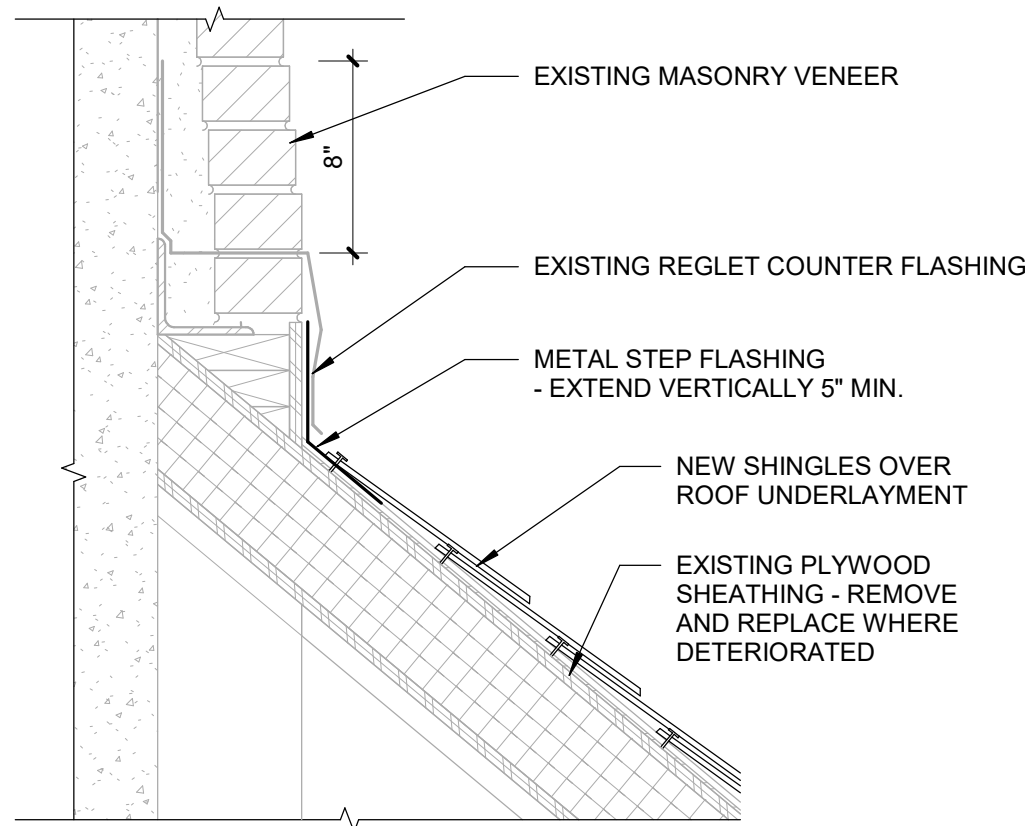 EXISTING MASONRY VENEER
8"
EXISTING REGLET COUNTER FLASHING
METAL STEP FLASHING
- EXTEND VERTICALLY 5" MIN.
NEW SHINGLES OVER
ROOF UNDERLAYMENT
EXISTING PLYWOOD
SHEATHING - REMOVE
AND REPLACE WHERE
DETERIORATED